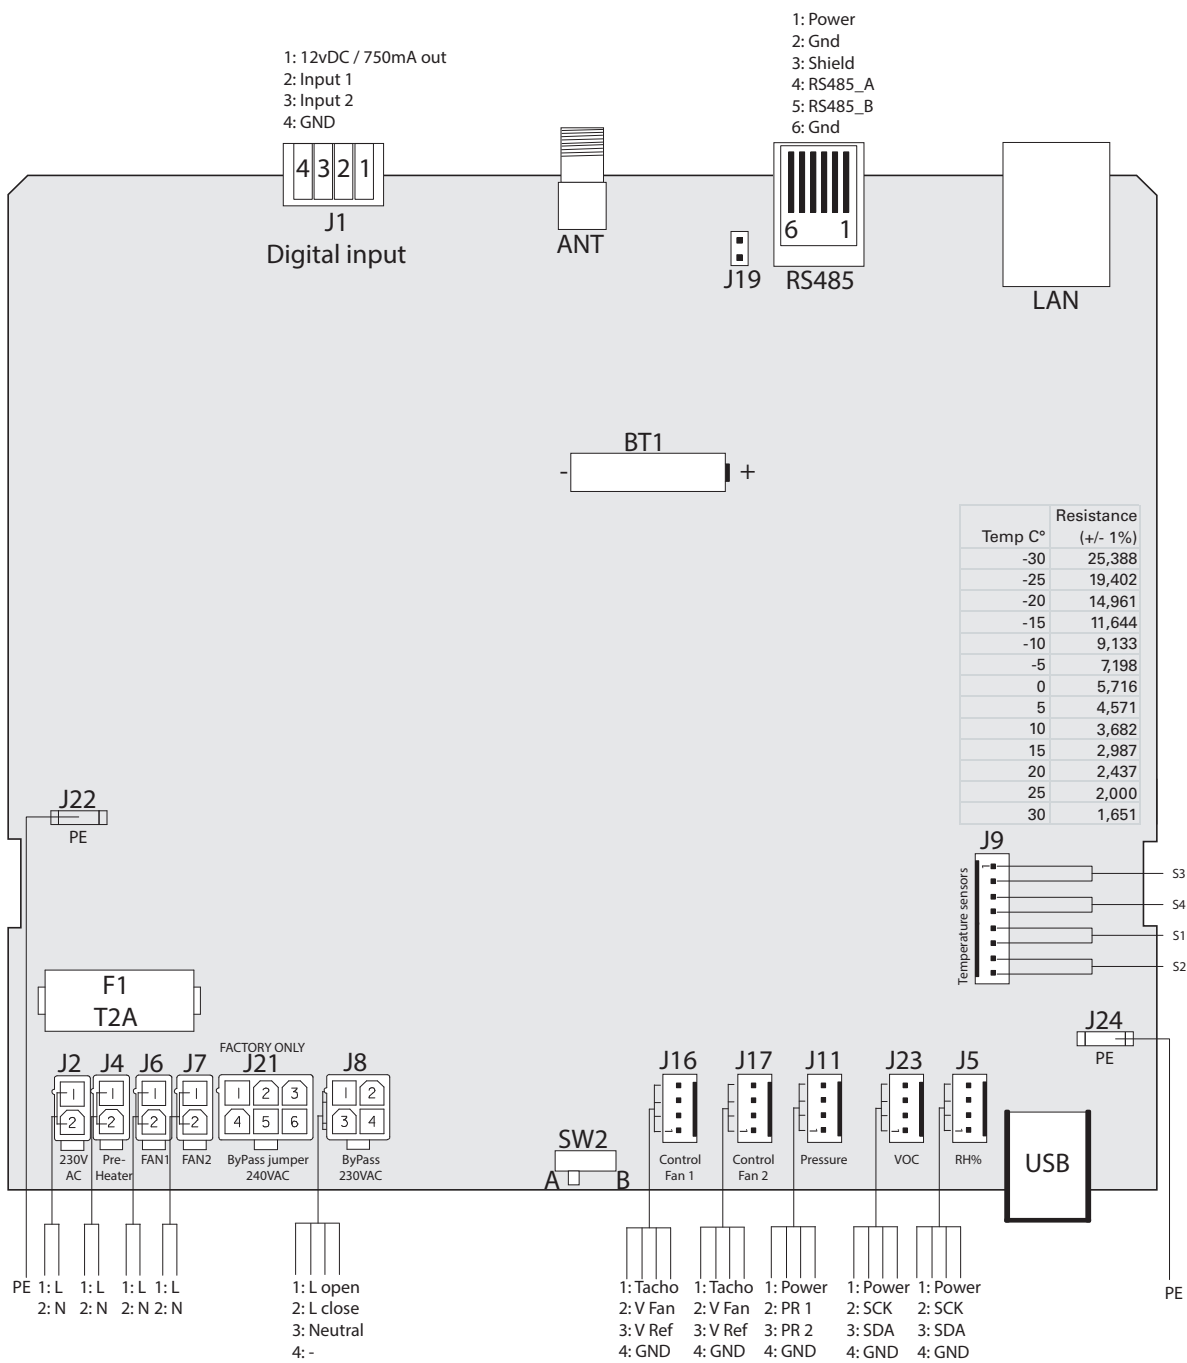 1: Power
2: Gnd
3: Shield
4: RS485_A
5: RS485_B
6: Gnd
1: 12vDC / 750mA out
2: Input 1
3: Input 2
4: GND
4 3 2 1
J1
Digital input
ANT
J19
6 1
RS485
LAN
BT1
- +
Temp C° Resistance (+/- 1%)
-30 25,388
-25 19,402
-20 14,961
-15 11,644
-10 9,133
-5 7,198
0 5,716
5 4,571
10 3,682
15 2,987
20 2,437
25 2,000
30 1,651
J22
PE
J9
Temperature sensors
S3
S4
S1
S2
F1
T2A
J24
PE
FACTORY ONLY
J2 J4 J6 J7 J21 J8
1 1 1 1 1 2 3 1 2
2 2 2 2 4 5 6 3 4
230V AC
Pre-Heater
FAN1
FAN2
ByPass jumper
240VAC
ByPass
230VAC
SW2
A B
J16 J17 J11 J23 J5
1 1 1 1 1
Control
Fan 1
Control
Fan 2
Pressure
VOC
RH%
USB
PE
1: L
2: N
1: L
2: N
1: L
2: N
1: L
2: N
1: L open
2: L close
3: Neutral
4: -
1: Tacho
2: V Fan
3: V Ref
4: GND
1: Tacho
2: V Fan
3: V Ref
4: GND
1: Power
2: PR 1
3: PR 2
4: GND
1: Power
2: SCK
3: SDA
4: GND
1: Power
2: SCK
3: SDA
4: GND
PE